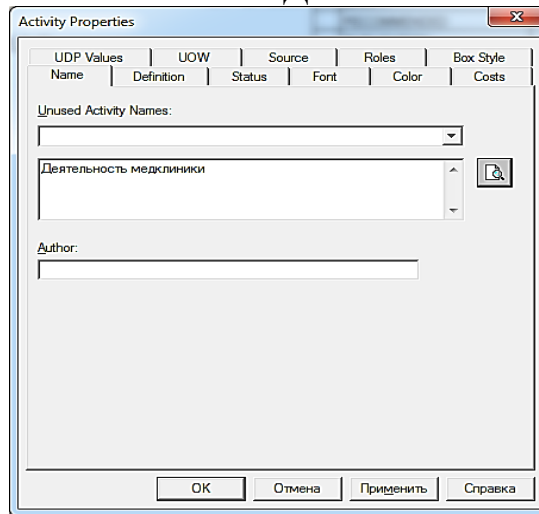 Activity Properties
UDP Values UOW Source Roles Box Style
Name Definition Status Font Color Costs
Unused Activity Names:
Деятельность медклиники
Author:
OK Отмена Применить Справка